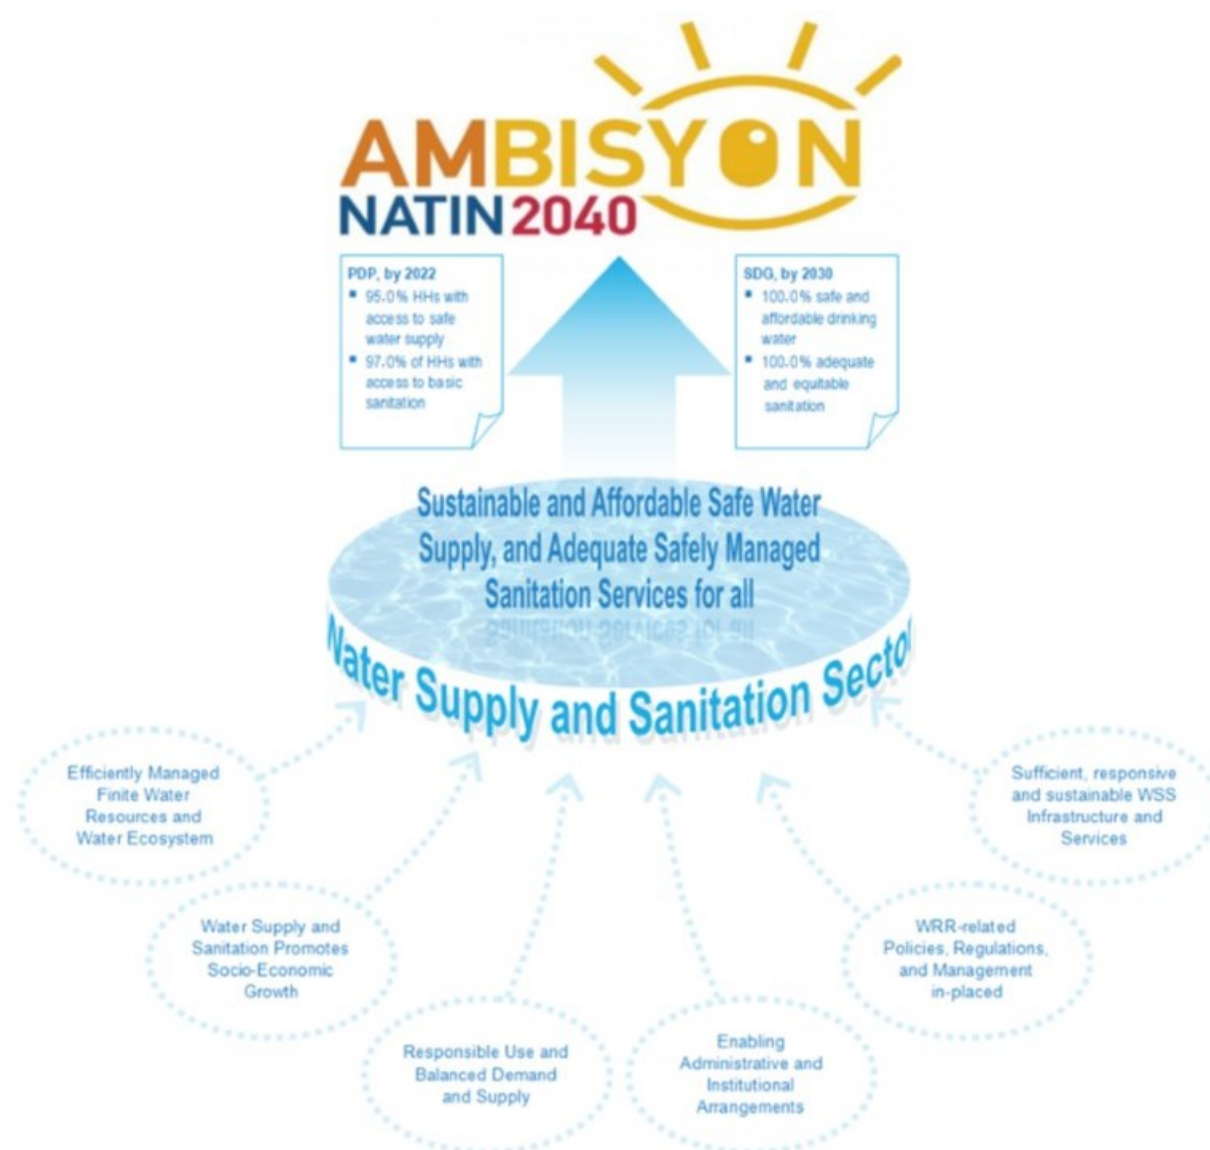 AMBISYON
NATIN 2040
PDP, by 2022
▪ 95.0% HHs with
access to safe
water supply
▪ 97.0% of HHs with
access to basic
sanitation
SDG, by 2030
▪ 100.0% safe and
affordable drinking
water
▪ 100.0% adequate
and equitable
sanitation
Sustainable and Affordable Safe Water
Supply, and Adequate Safely Managed
Sanitation Services for all
Water Supply and Sanitation Sector
Efficiently Managed
Finite Water
Resources and
Water Ecosystem
Water Supply and
Sanitation Promotes
Socio-Economic
Growth
Responsible Use and
Balanced Demand
and Supply
Enabling
Administrative and
Institutional
Arrangements
WRR-related
Policies, Regulations,
and Management
in-placed
Sufficient, responsive
and sustainable WSS
Infrastructure and
Services